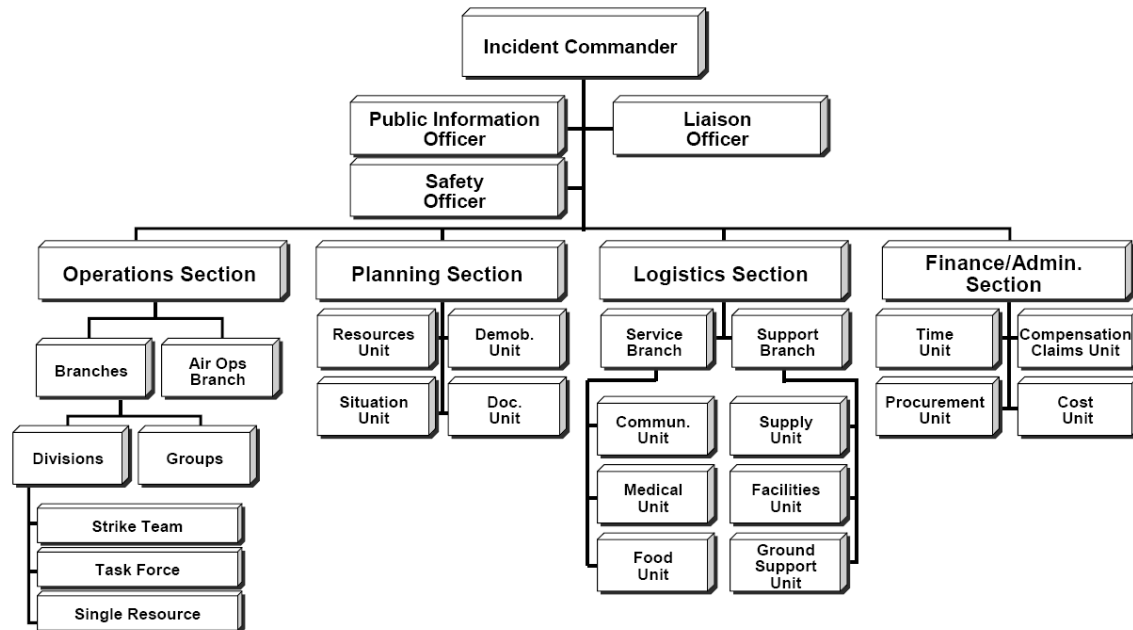 Incident Commander
Public Information
Officer
Liaison
Officer
Safety
Officer
Operations Section
Planning Section
Logistics Section
Finance/Admin.
Section
Branches
Air Ops
Branch
Divisions
Groups
Strike Team
Task Force
Single Resource
Resources
Unit
Demob.
Unit
Situation
Unit
Doc.
Unit
Service
Branch
Support
Branch
Commun.
Unit
Supply
Unit
Medical
Unit
Facilities
Unit
Food
Unit
Ground
Support
Unit
Time
Unit
Compensation
Claims Unit
Procurement
Unit
Cost
Unit